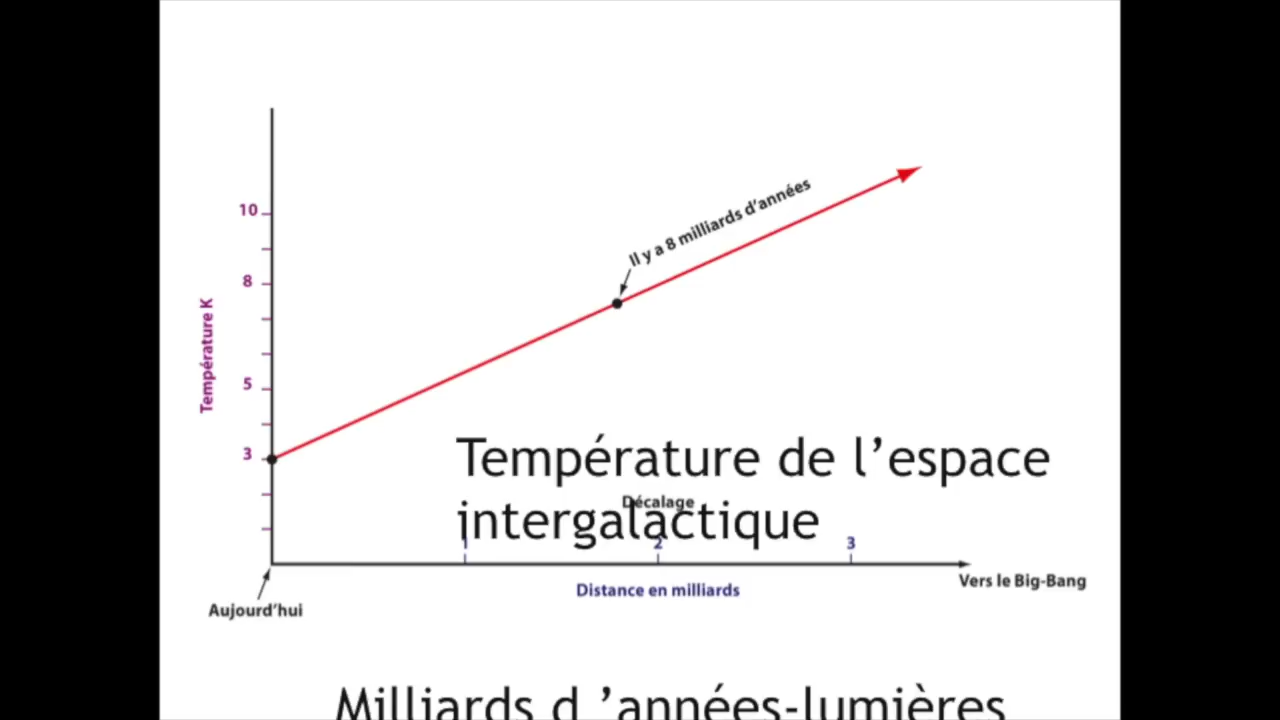 Il y a 8 milliards d'années
10
8
Température K
5
3
Température de l’espace
Décalage
intergalactique
1
2
3
Vers le Big-Bang
Distance en milliards
Aujourd'hui
Milliards d ’années-lumières